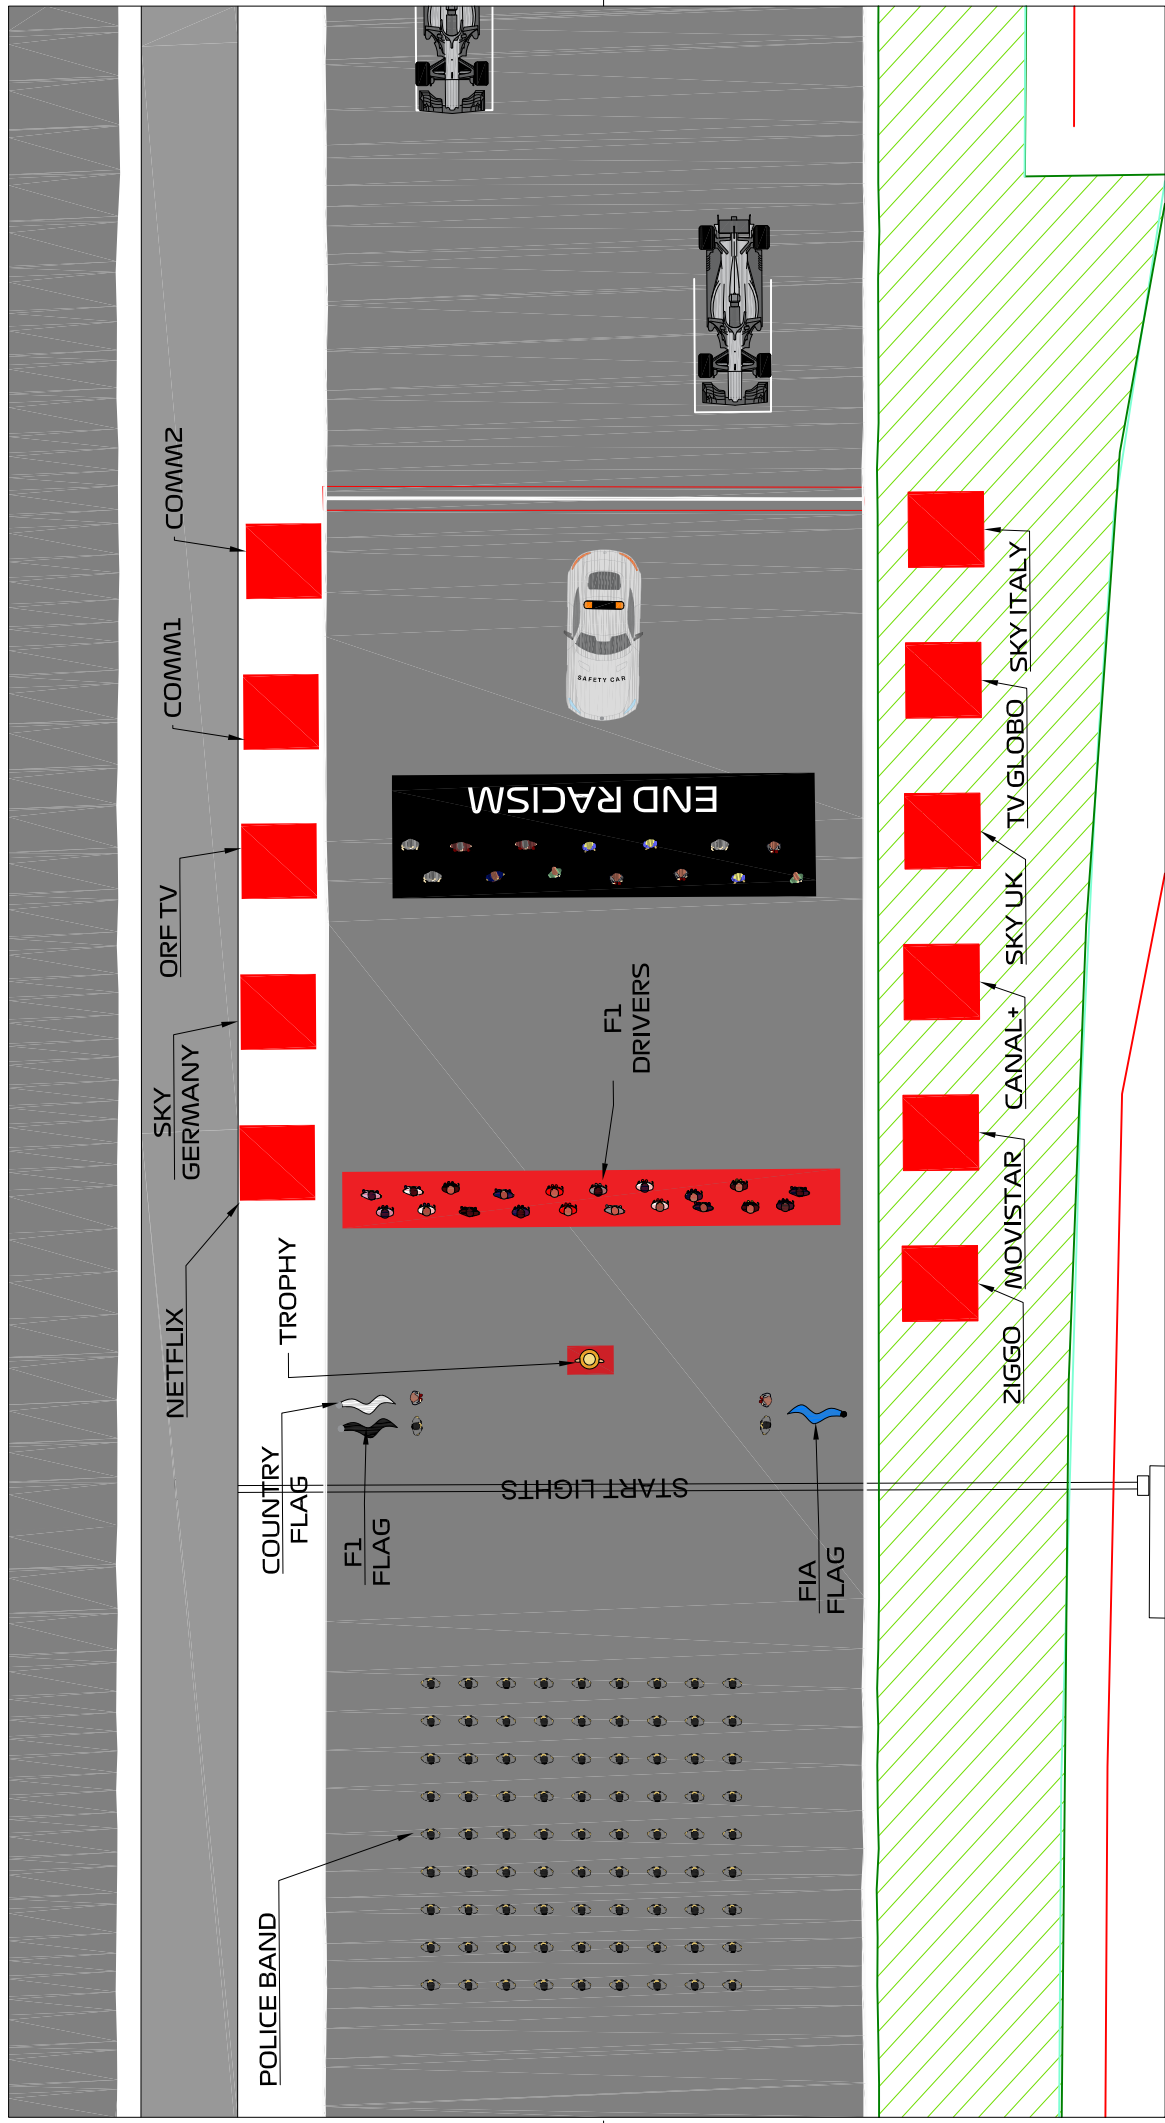 COMM2
COMM1
ORF TV
SKY
GERMANY
NETFLIX
SAFETY CAR
END RACISM
F1
DRIVERS
SKY ITALY
TV GLOBO
SKY UK
CANAL+
MOVISTAR
ZIGGO
TROPHY
COUNTRY
FLAG
F1
FLAG
START LIGHTS
FIA
FLAG
POLICE BAND